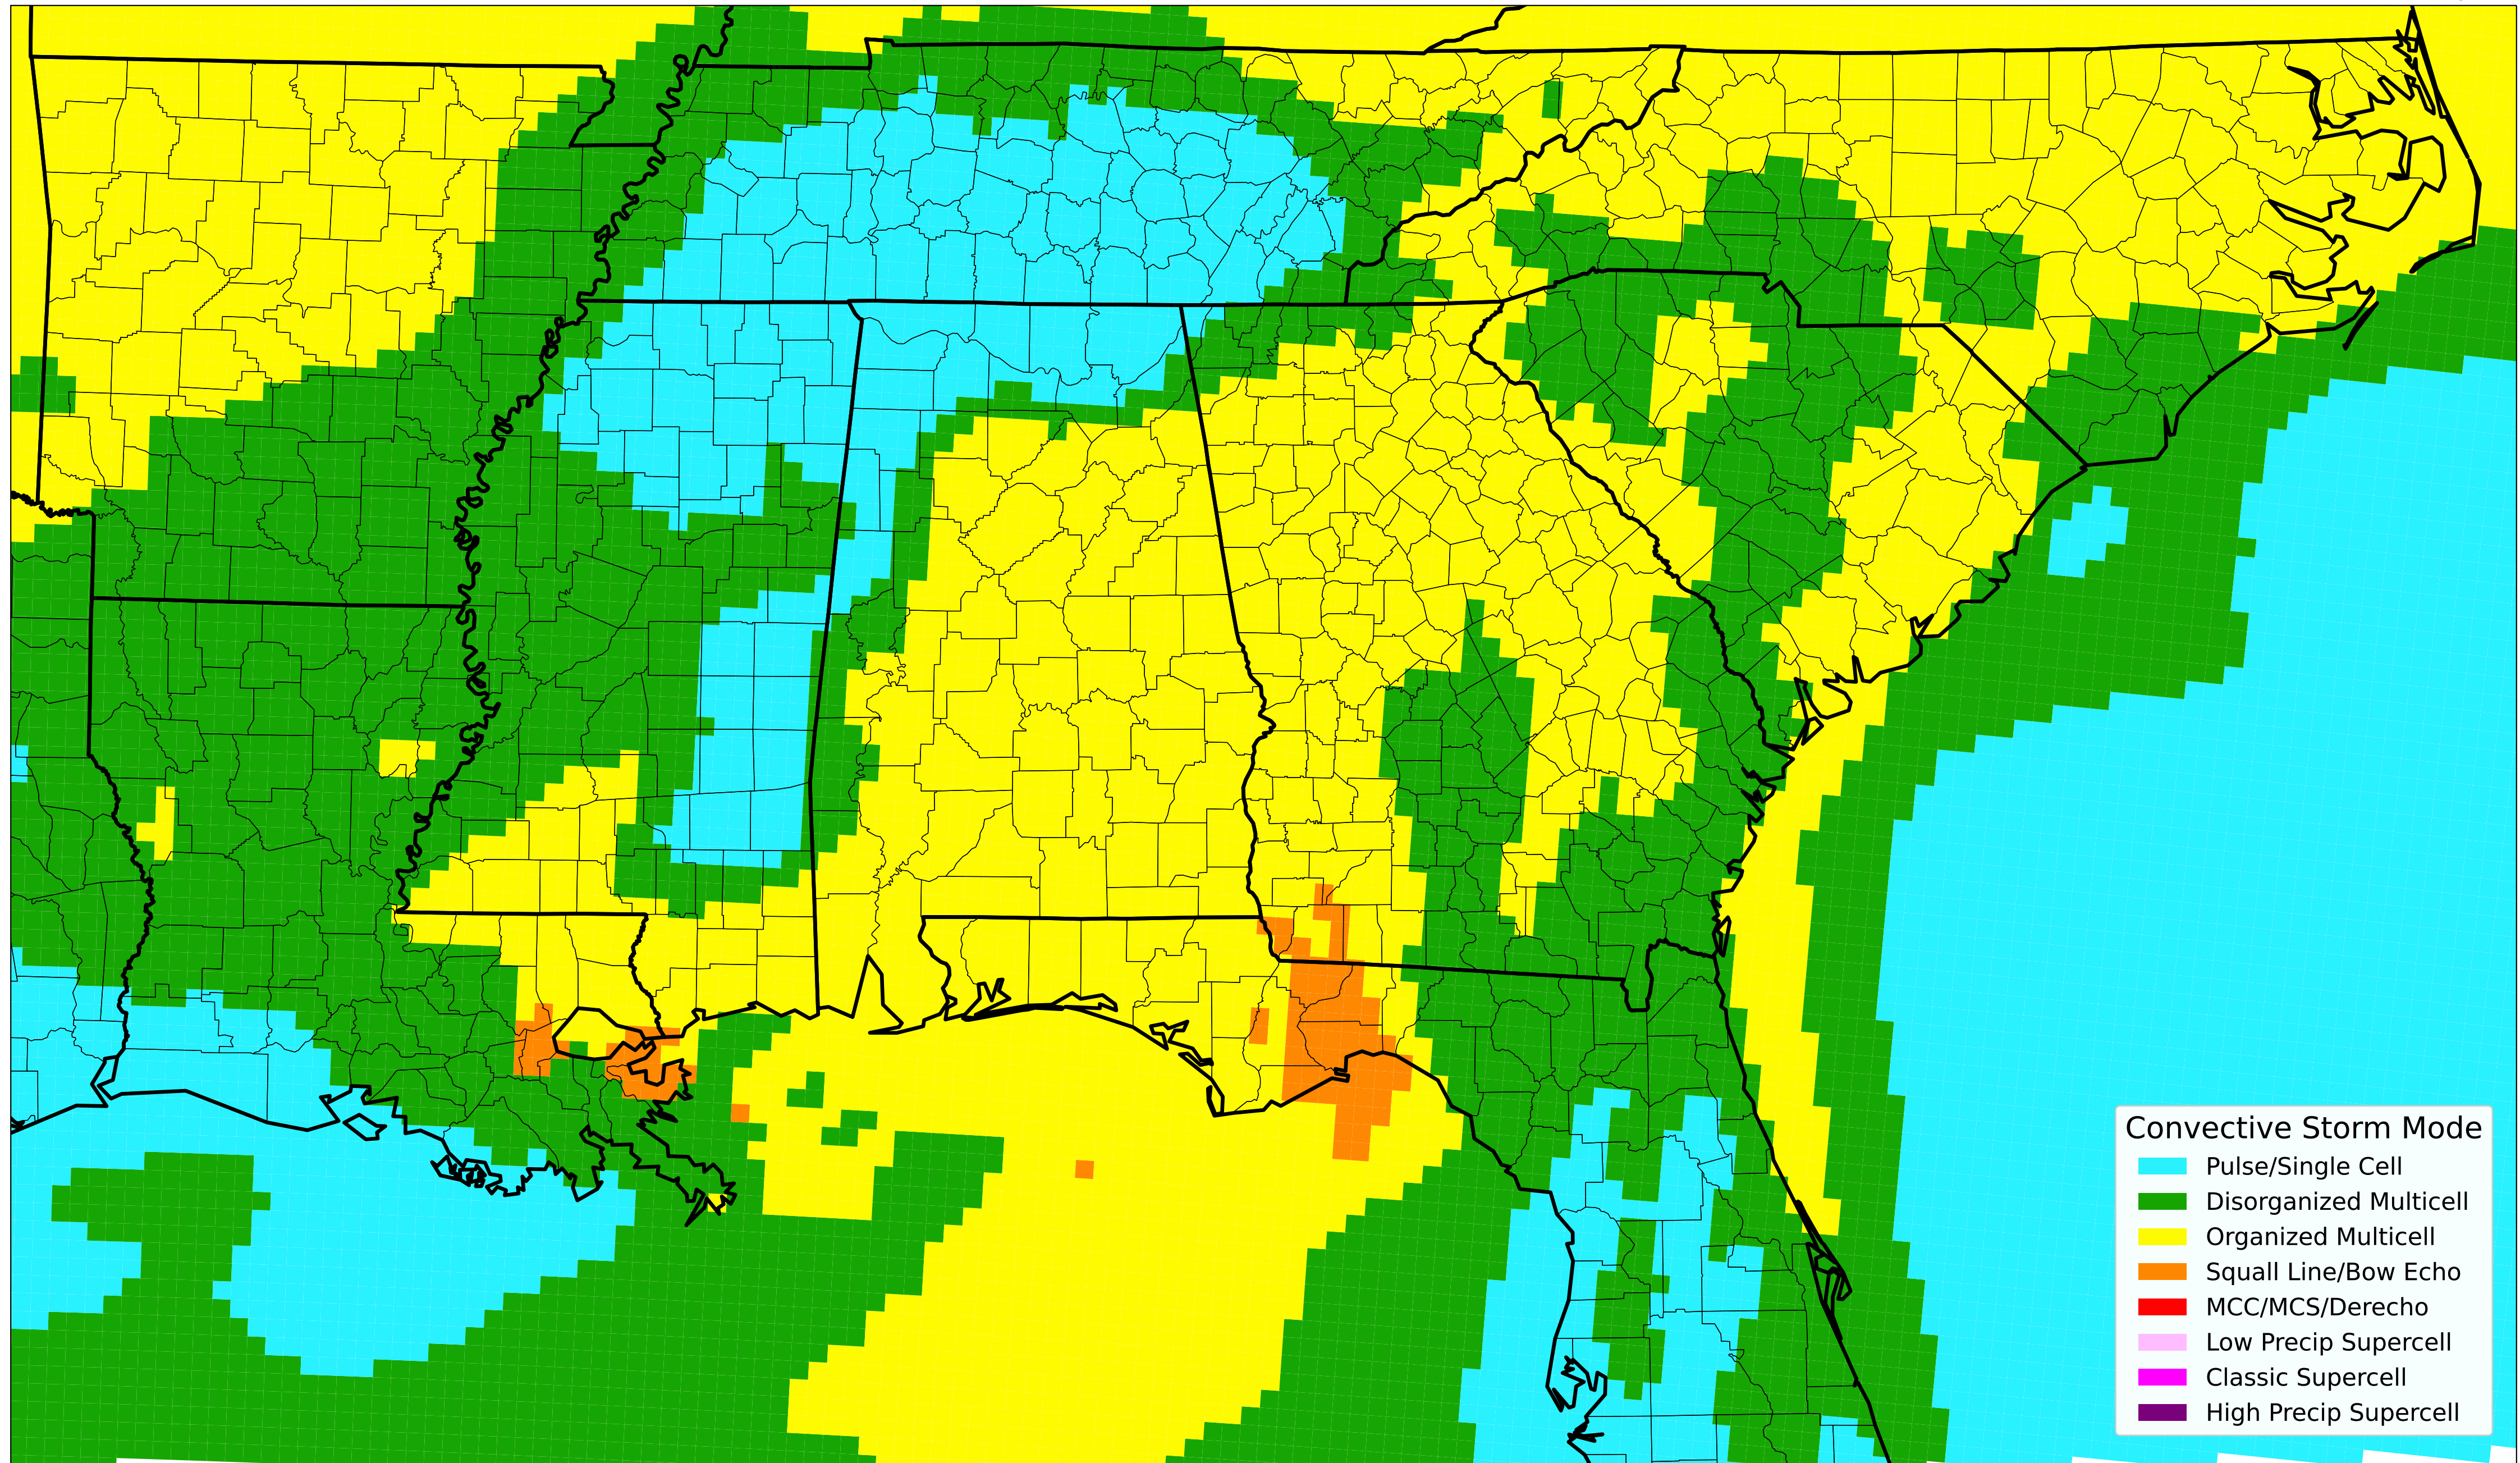 Convective Storm Mode
Pulse/Single Cell
Disorganized Multicell
Organized Multicell
Squall Line/Bow Echo
MCC/MCS/Derecho
Low Precip Supercell
Classic Supercell
High Precip Supercell